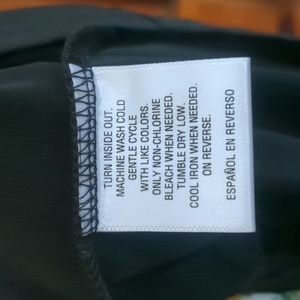 TURN INSIDE OUT.
MACHINE WASH COLD
GENTLE CYCLE
WITH LIKE COLORS.
ONLY NON-CHLORINE
BLEACH WHEN NEEDED.
TUMBLE DRY LOW.
COOL IRON WHEN NEEDED.
ON REVERSE.
ESPAÑOL EN REVERSO